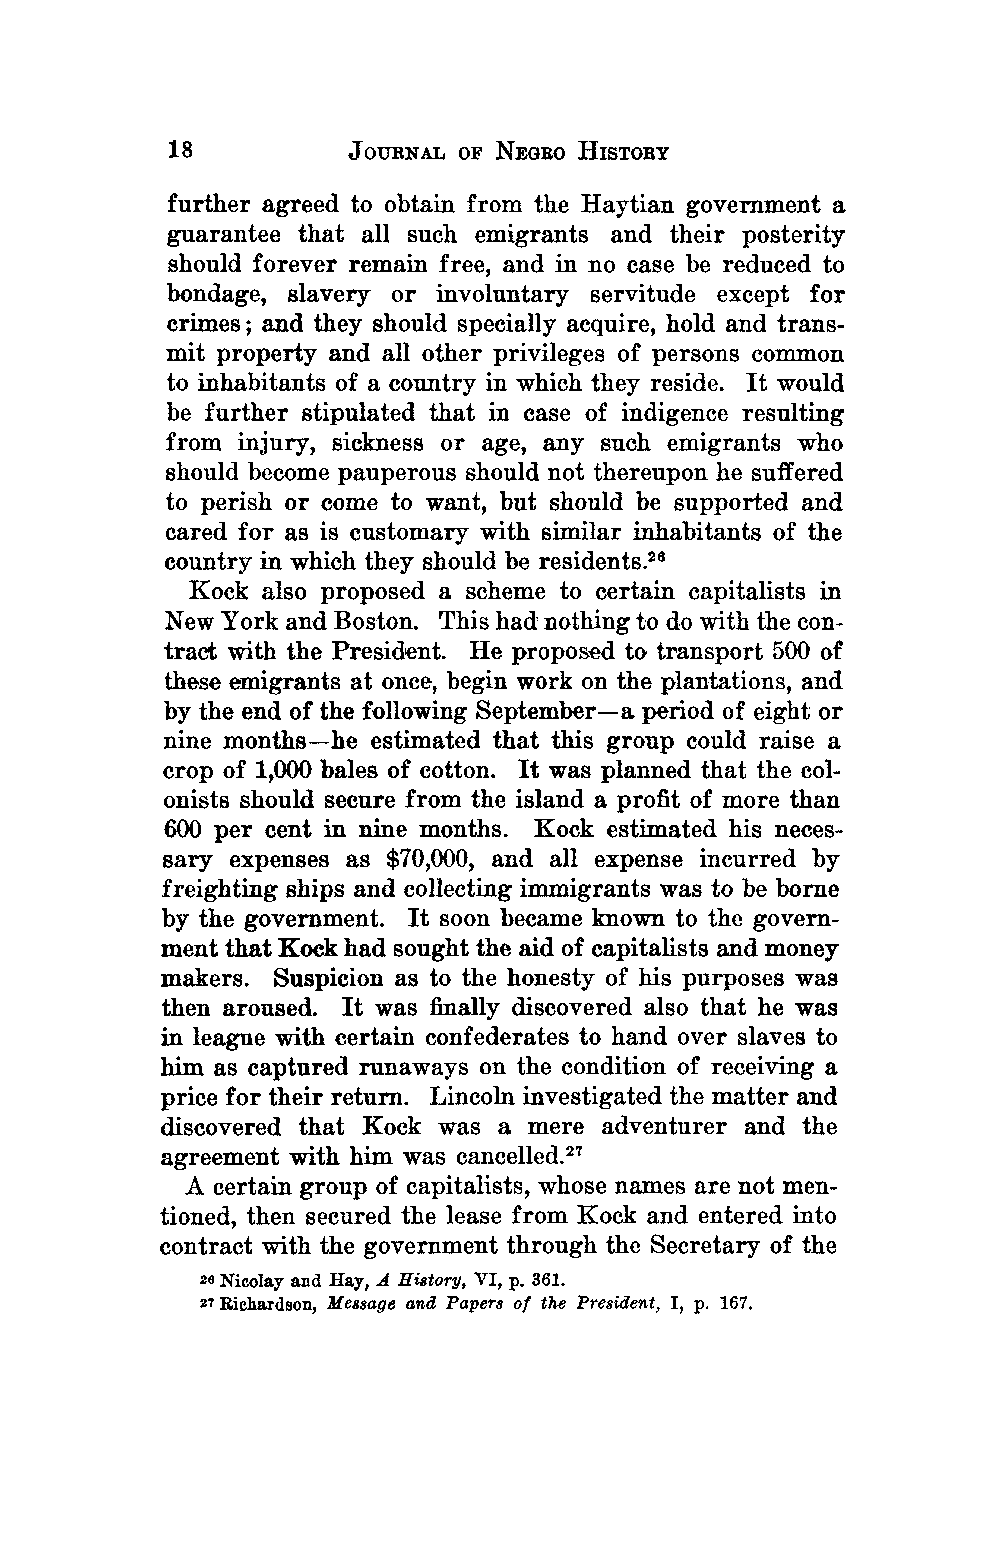 18 JOURNAL OF NEGRO HISTORY
further agreed to obtain from the Haytian government a
guarantee that all such emigrants and their posterity
should forever remain free, and in no case be reduced to
bondage, slavery or involuntary servitude except for
crimes; and they should specially acquire, hold and trans-
mit property and all other privileges of persons common
to inhabitants of a country in which they reside. It would
be further stipulated that in case of indigence resulting
from injury, sickness or age, any such emigrants who
should become pauperous should not thereupon be suffered
to perish or come to want, but should be supported and
cared for as is customary with similar inhabitants of the
country in which they should be residents.²⁶
Kock also proposed a scheme to certain capitalists in
New York and Boston. This had nothing to do with the con-
tract with the President. He proposed to transport 500 of
these emigrants at once, begin work on the plantations, and
by the end of the following September—a period of eight or
nine months—he estimated that this group could raise a
crop of 1,000 bales of cotton. It was planned that the col-
onists should secure from the island a profit of more than
600 per cent in nine months. Kock estimated his neces-
sary expenses as $70,000, and all expense incurred by
freighting ships and collecting immigrants was to be borne
by the government. It soon became known to the govern-
ment that Kock had sought the aid of capitalists and money
makers. Suspicion as to the honesty of his purposes was
then aroused. It was finally discovered also that he was
in league with certain confederates to hand over slaves to
him as captured runaways on the condition of receiving a
price for their return. Lincoln investigated the matter and
discovered that Kock was a mere adventurer and the
agreement with him was cancelled.²⁷
A certain group of capitalists, whose names are not men-
tioned, then secured the lease from Kock and entered into
contract with the government through the Secretary of the
²⁶ Nicolay and Hay, A History, VI, p. 361.
²⁷ Richardson, Message and Papers of the President, I, p. 167.